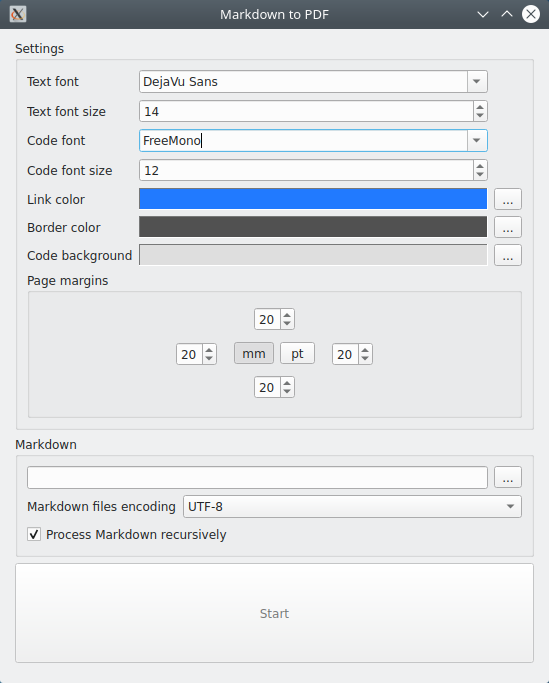 Markdown to PDF
Settings
Text font DejaVu Sans
Text font size 14
Code font FreeMono
Code font size 12
Link color ...
Border color ...
Code background ...
Page margins
20
20 mm pt 20
20
Markdown
...
Markdown files encoding UTF-8
Process Markdown recursively
Start